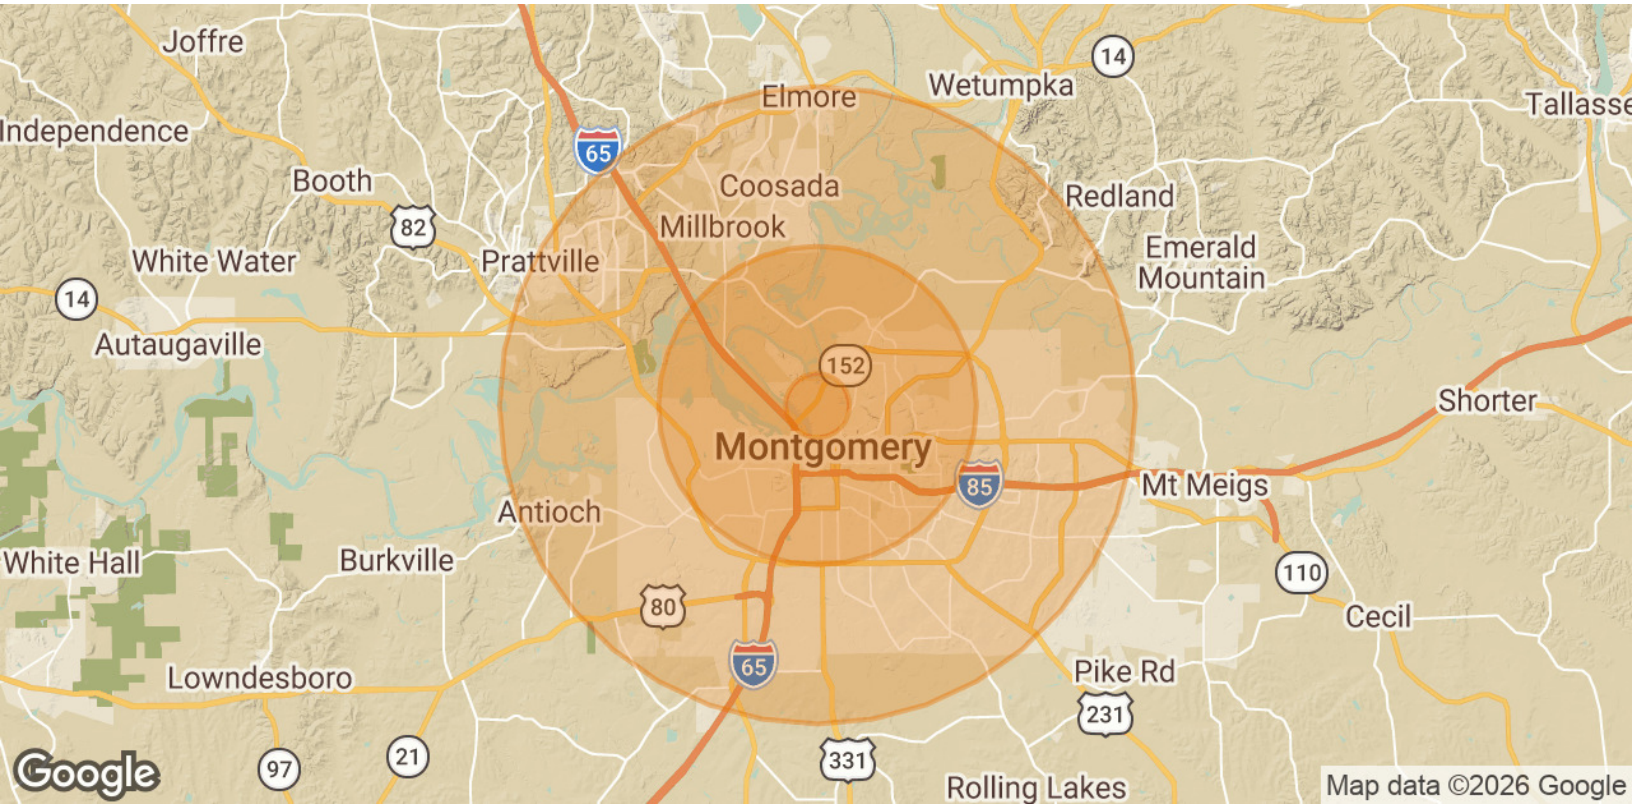 Joffre
14
Elmore
Wetumpka
Tallasse
Independence
65
Booth
Coosada
Redland
82
Millbrook
White Water
Prattville
Emerald
Mountain
14
Autaugaville
152
Shorter
Montgomery
85
Mt Meigs
Antioch
White Hall
Burkville
110
80
Cecil
65
Lowndesboro
Pike Rd
231
97
21
331
Rolling Lakes
Google
Map data ©2026 Google